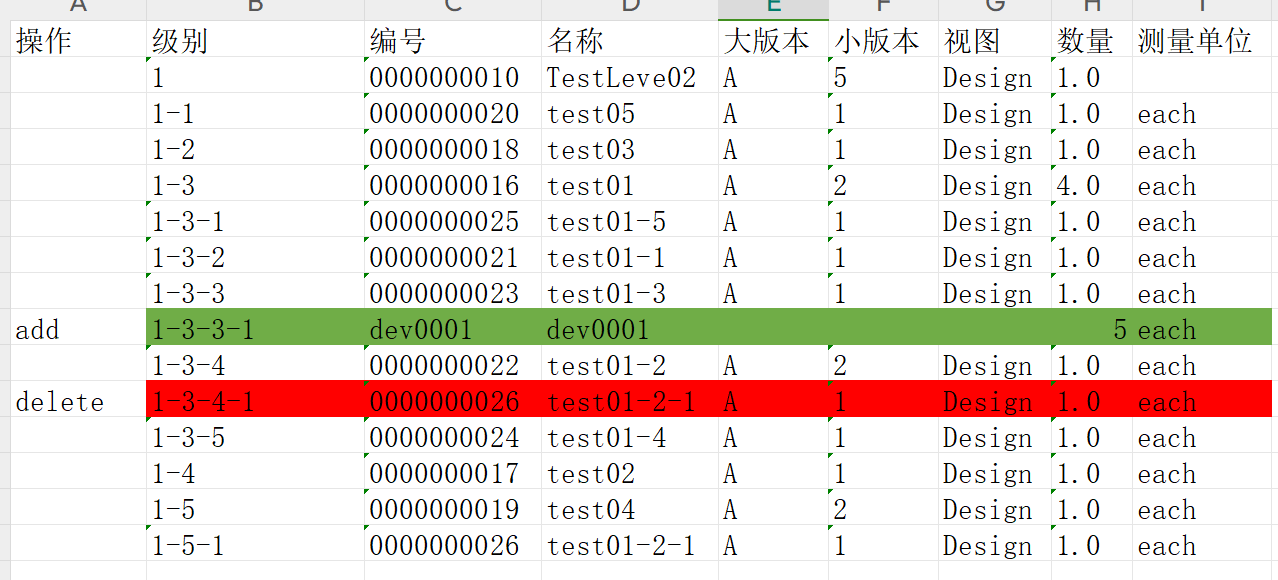 A B C D E F G H I
操作 级别 编号 名称 大版本 小版本 视图 数量 测量单位
1 0000000010 TestLeve02 A 5 Design 1.0
1-1 0000000020 test05 A 1 Design 1.0 each
1-2 0000000018 test03 A 1 Design 1.0 each
1-3 0000000016 test01 A 2 Design 4.0 each
1-3-1 0000000025 test01-5 A 1 Design 1.0 each
1-3-2 0000000021 test01-1 A 1 Design 1.0 each
1-3-3 0000000023 test01-3 A 1 Design 1.0 each
add 1-3-3-1 dev0001 dev0001 5 each
1-3-4 0000000022 test01-2 A 2 Design 1.0 each
delete 1-3-4-1 0000000026 test01-2-1 A 1 Design 1.0 each
1-3-5 0000000024 test01-4 A 1 Design 1.0 each
1-4 0000000017 test02 A 1 Design 1.0 each
1-5 0000000019 test04 A 2 Design 1.0 each
1-5-1 0000000026 test01-2-1 A 1 Design 1.0 each